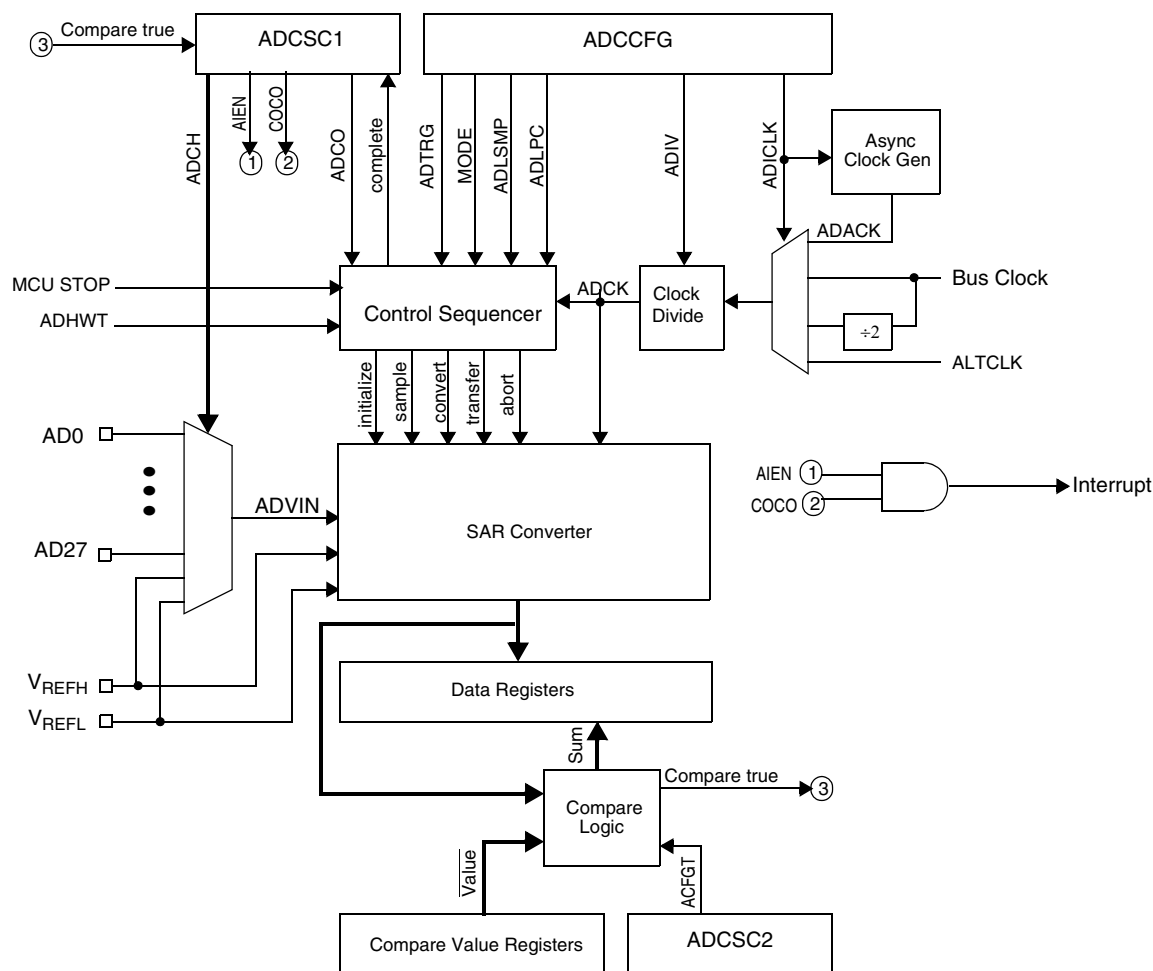 3
Compare true
ADCSC1
ADCCFG
ADCH
AIEN
COCO
ADCO
complete
ADTRG
MODE
ADLSMP
ADLPC
ADIV
ADICLK
Async
Clock Gen
1
2
ADACK
MCU STOP
ADHWT
Control Sequencer
ADCK
Clock
Divide
Bus Clock
÷2
ALTCLK
initialize
sample
convert
transfer
abort
AD0
ADVIN
AD27
SAR Converter
AIEN 1
COCO 2
Interrupt
VREFH
VREFL
Data Registers
Sum
Compare true
3
Compare
Logic
Value
ACFGT
Compare Value Registers
ADCSC2